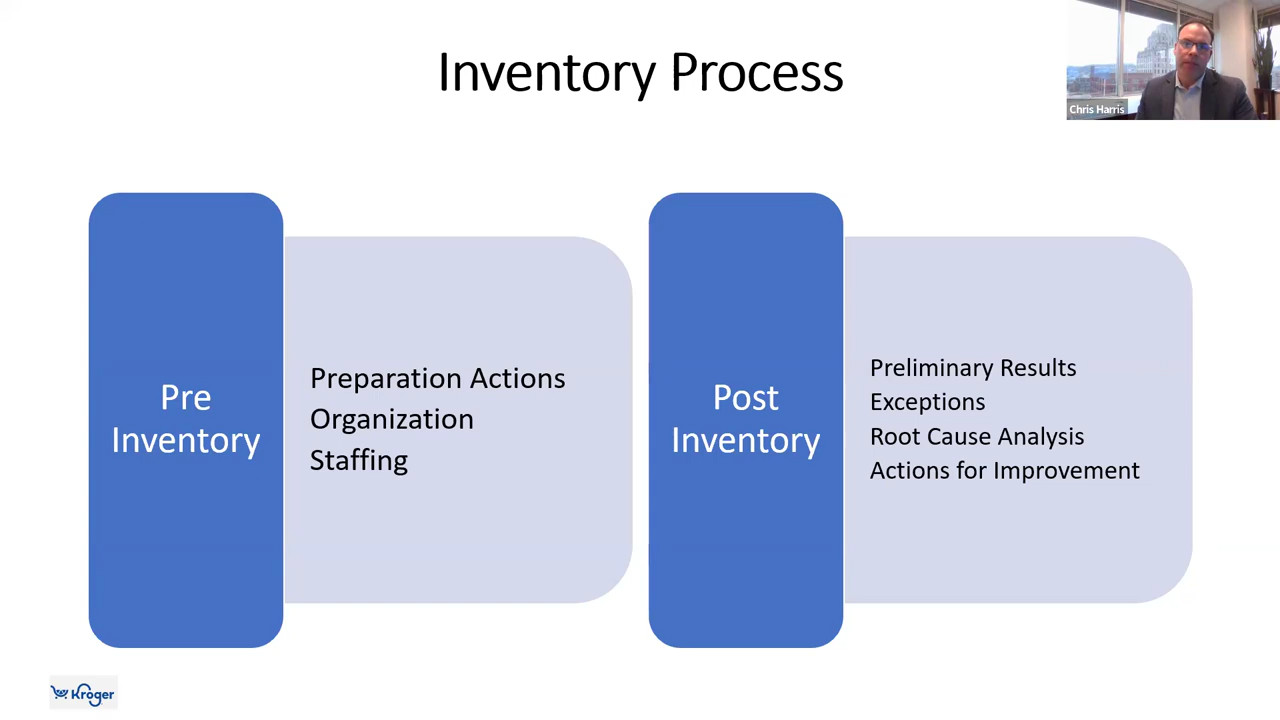 Inventory Process
Chris Harris
Pre
Inventory
Preparation Actions
Organization
Staffing
Post
Inventory
Preliminary Results
Exceptions
Root Cause Analysis
Actions for Improvement
Kroger